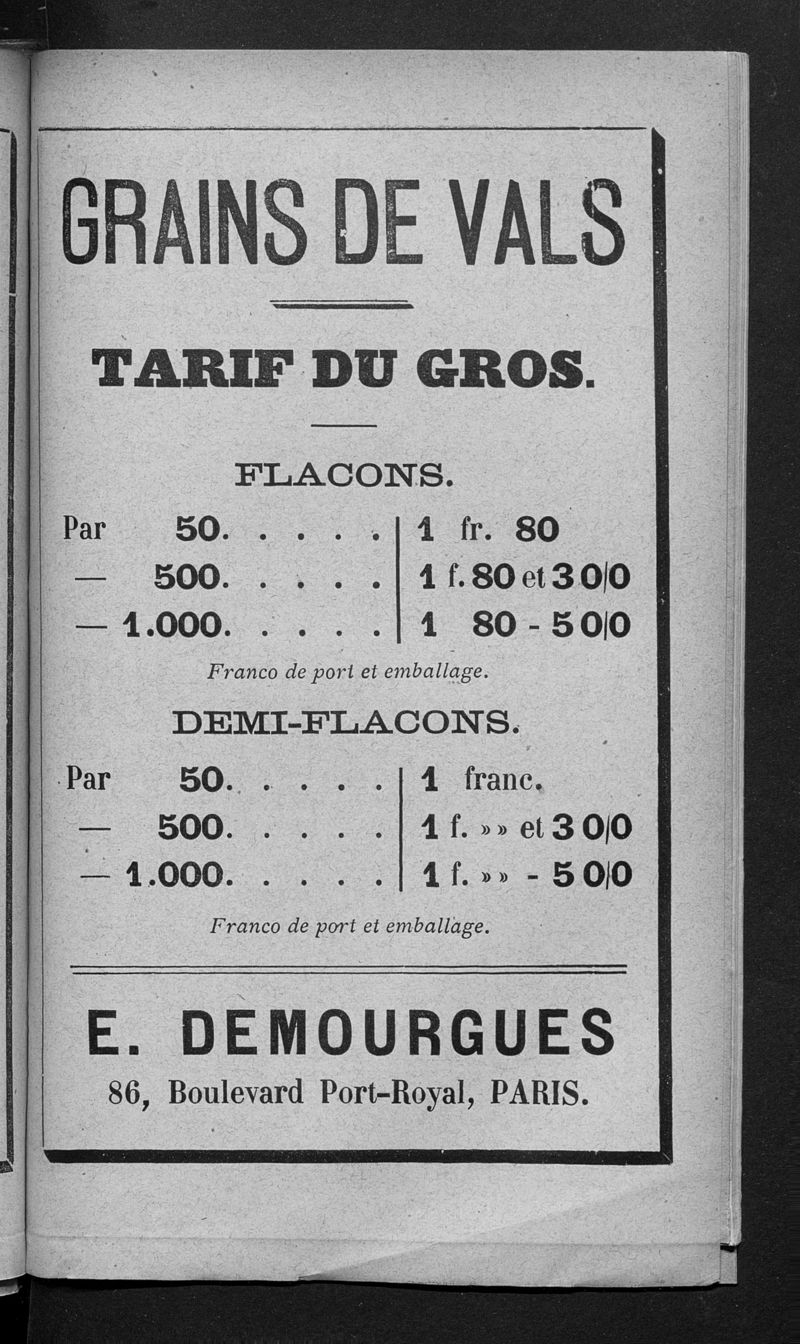 GRAINS DE VALS
TARIF DU GROS.
FLACONS.
Par 50. . . . . 1 fr. 80
— 500. . . . . 1 f. 80 et 3 0/0
— 1.000. . . . . 1 80 - 5 0/0
Franco de port et emballage.
DEMI-FLACONS.
Par 50. . . . . 1 franc.
— 500. . . . . 1 f. »» et 3 0/0
— 1.000. . . . . 1 f. »» - 5 0/0
Franco de port et emballage.
E. DEMOURGUES
86, Boulevard Port-Royal, PARIS.